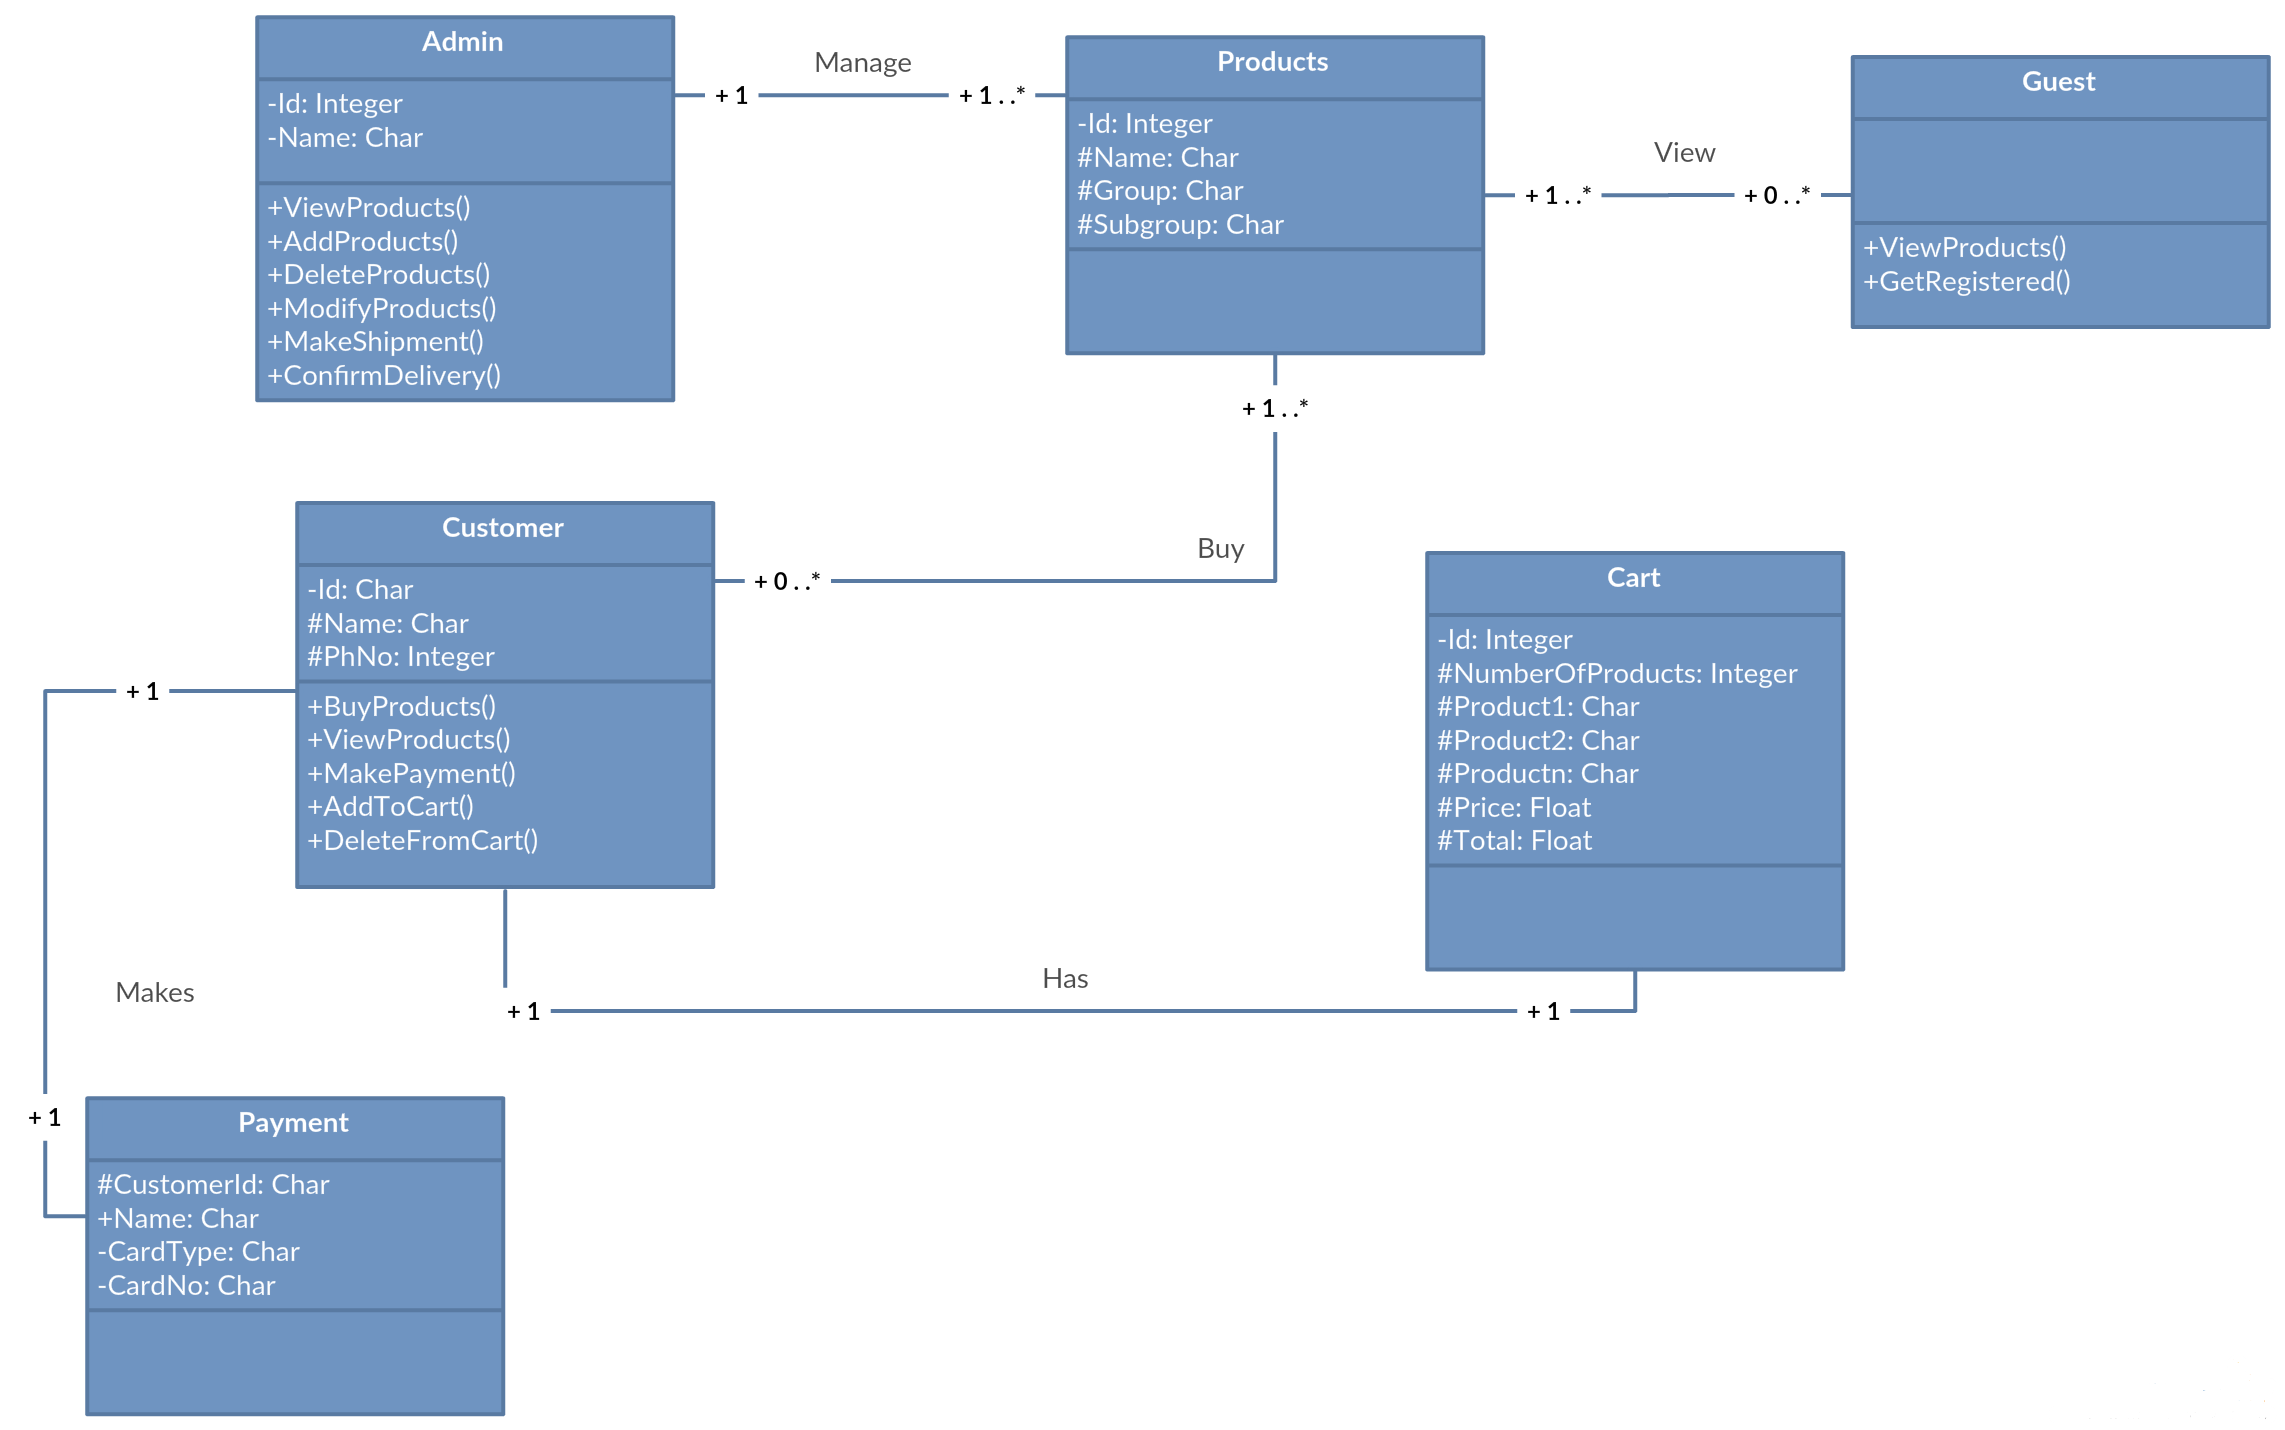 Admin
-Id: Integer
-Name: Char
+ViewProducts()
+AddProducts()
+DeleteProducts()
+ModifyProducts()
+MakeShipment()
+ConfirmDelivery()
Manage
+ 1
+ 1 . .*
Products
-Id: Integer
#Name: Char
#Group: Char
#Subgroup: Char
View
+ 1 . .*
+ 0 . .*
Guest
+ViewProducts()
+GetRegistered()
+ 1 . .*
Buy
+ 0 . .*
Customer
-Id: Char
#Name: Char
#PhNo: Integer
+BuyProducts()
+ViewProducts()
+MakePayment()
+AddToCart()
+DeleteFromCart()
Cart
-Id: Integer
#NumberOfProducts: Integer
#Product1: Char
#Product2: Char
#Productn: Char
#Price: Float
#Total: Float
+ 1
Makes
+ 1
Has
+ 1
+ 1
Payment
#CustomerId: Char
+Name: Char
-CardType: Char
-CardNo: Char